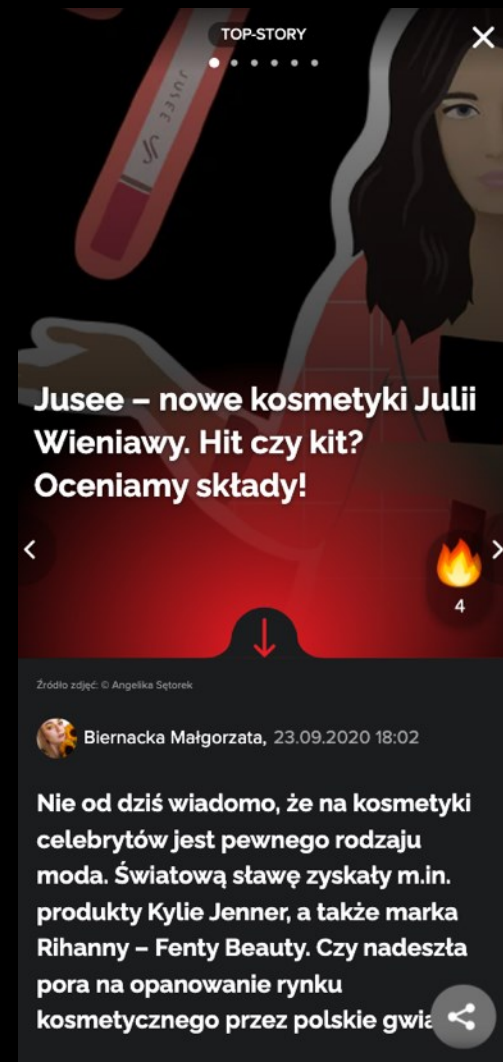 TOP-STORY
JUSEE
Jusee – nowe kosmetyki Julii
Wieniawy. Hit czy kit?
Oceniamy składy!
4
Źródło zdjęć: © Angelika Sętorek
Biernacka Małgorzata, 23.09.2020 18:02
Nie od dziś wiadomo, że na kosmetyki
celebrytów jest pewnego rodzaju
moda. Światową sławę zyskały m.in.
produkty Kylie Jenner, a także marka
Rihanny – Fenty Beauty. Czy nadeszła
pora na opanowanie rynku
kosmetycznego przez polskie